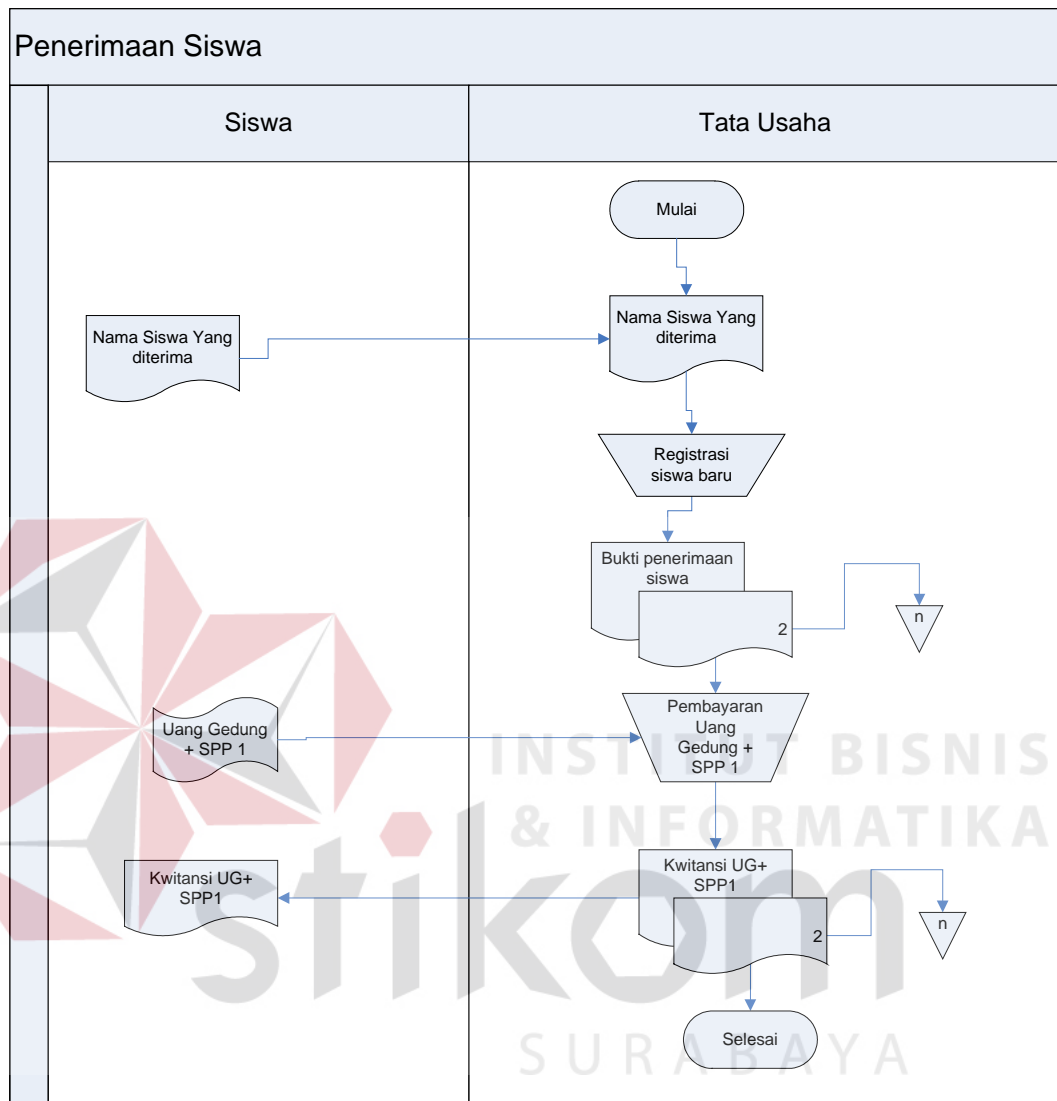 Penerimaan Siswa
Siswa
Tata Usaha
Mulai
Nama Siswa Yang
diterima
Nama Siswa Yang
diterima
Registrasi
siswa baru
Bukti penerimaan
siswa
2
n
Uang Gedung
+ SPP 1
Pembayaran
Uang
Gedung +
SPP 1
INSTITUT BISNIS
& INFORMATIKA
stikom
SURABAYA
Kwitansi UG+
SPP1
Kwitansi UG+
SPP1
2
n
Selesai